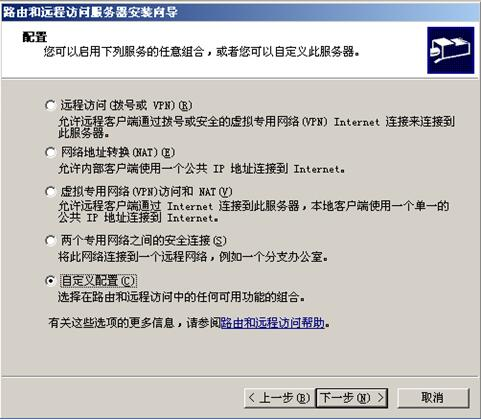 路由和远程访问服务器安装向导
配置
您可以启用下列服务的任意组合，或者您可以自定义此服务器。
远程访问(拨号或 VPN)(R)
允许远程客户端通过拨号或安全的虚拟专用网络(VPN) Internet 连接来连接到
此服务器。
网络地址转换(NAT)(E)
允许内部客户端使用一个公共 IP 地址连接到 Internet。
虚拟专用网络(VPN)访问和 NAT(V)
允许远程客户端通过 Internet 连接到此服务器，本地客户端使用一个单一的
公共 IP 地址连接到 Internet。
两个专用网络之间的安全连接(S)
将此网络连接到一个远程网络，例如一个分支办公室。
自定义配置(C)
选择在路由和远程访问中的任何可用功能的组合。
有关这些选项的更多信息，请参阅路由和远程访问帮助。
< 上一步(B) 下一步(N) > 取消